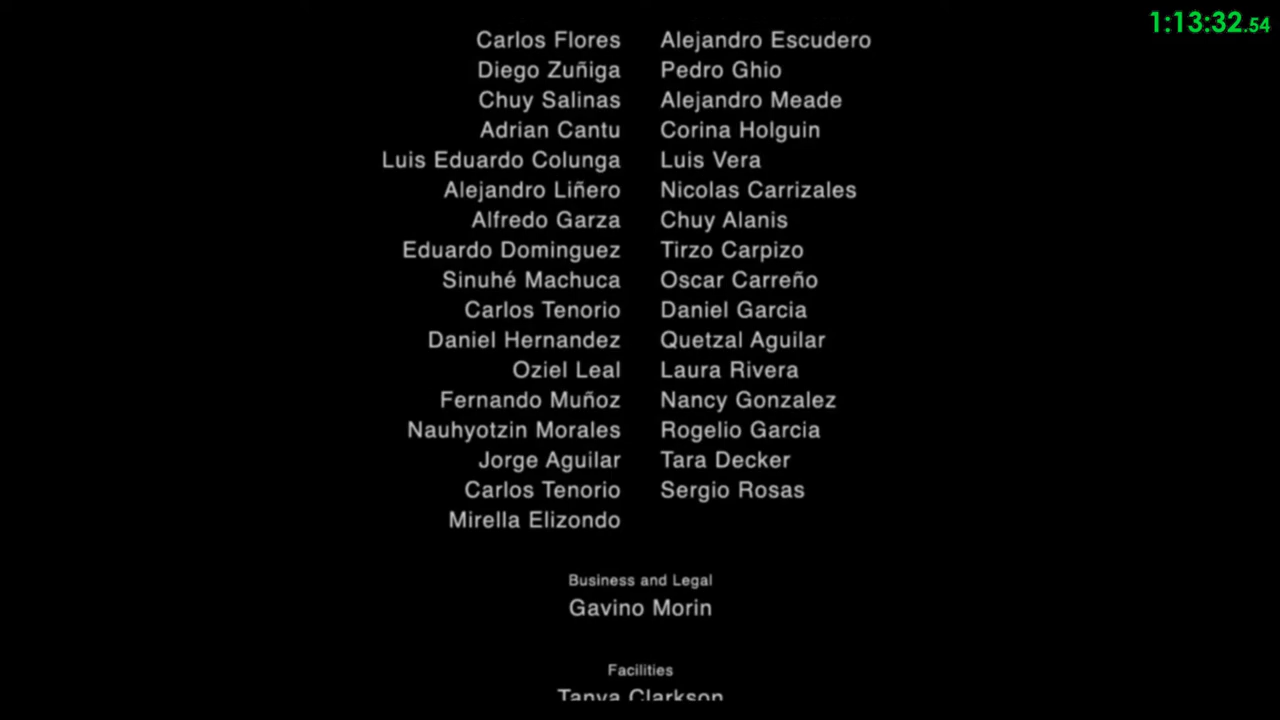 1:13:32.54
Carlos Flores Alejandro Escudero
Diego Zuñiga Pedro Ghio
Chuy Salinas Alejandro Meade
Adrian Cantu Corina Holguin
Luis Eduardo Colunga Luis Vera
Alejandro Liñero Nicolas Carrizales
Alfredo Garza Chuy Alanis
Eduardo Dominguez Tirzo Carpizo
Sinuhé Machuca Oscar Carreño
Carlos Tenorio Daniel Garcia
Daniel Hernandez Quetzal Aguilar
Oziel Leal Laura Rivera
Fernando Muñoz Nancy Gonzalez
Nauhyotzin Morales Rogelio Garcia
Jorge Aguilar Tara Decker
Carlos Tenorio Sergio Rosas
Mirella Elizondo
Business and Legal
Gavino Morin
Facilities
Tanya Clarkson